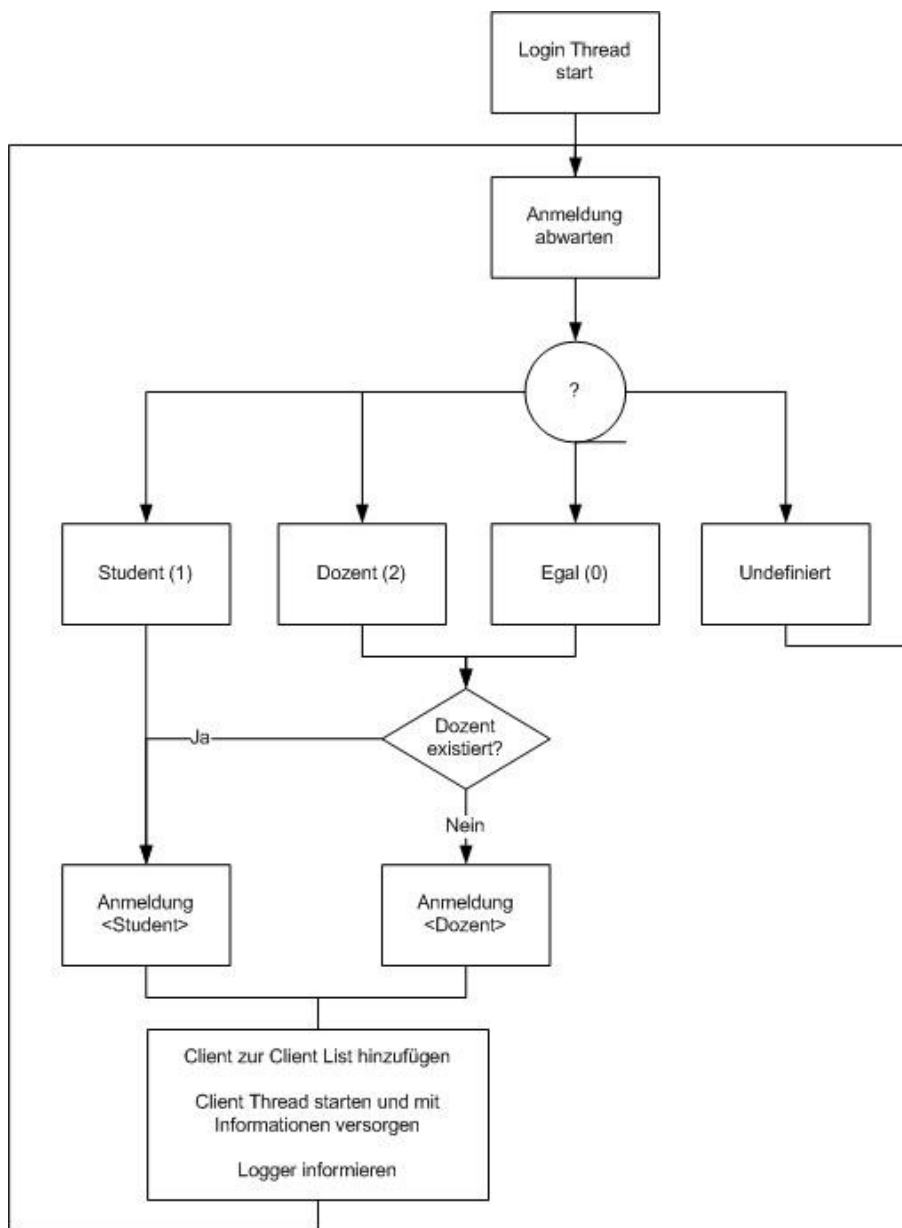 Login Thread
start
Anmeldung
abwarten
?
Student (1)
Dozent (2)
Egal (0)
Undefiniert
Dozent
existiert?
Ja
Nein
Anmeldung
<Student>
Anmeldung
<Dozent>
Client zur Client List hinzufügen
Client Thread starten und mit
Informationen versorgen
Logger informieren